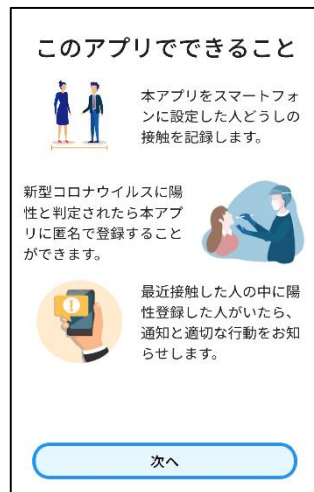 このアプリでできること
本アプリをスマートフォ
ンに設定した人どうしの
接触を記録します。
新型コロナウイルスに陽
性と判定されたら本アプ
リに匿名で登録すること
ができます。
最近接触した人の中に陽
性登録した人がいたら、
通知と適切な行動をお知
らせします。
次へ